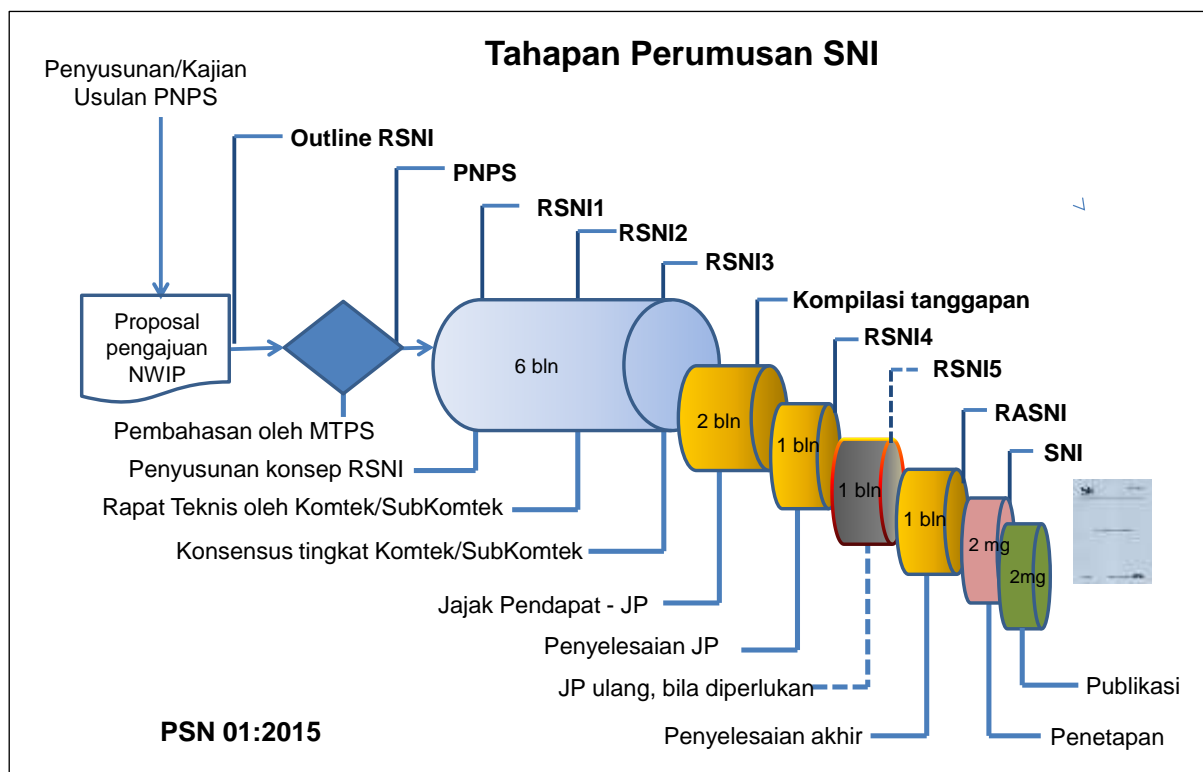 Tahapan Perumusan SNI
Penyusunan/Kajian
Usulan PNPS
Outline RSNI
PNPS
RSNI1
RSNI2
RSNI3
Kompilasi tanggapan
RSNI4
RSNI5
RASNI
SNI
Proposal
pengajuan
NWIP
6 bln
2 bln
1 bln
1 bln
1 bln
2 mg
2mg
Pembahasan oleh MTPS
Penyusunan konsep RSNI
Rapat Teknis oleh Komtek/SubKomtek
Konsensus tingkat Komtek/SubKomtek
Jajak Pendapat - JP
Penyelesaian JP
JP ulang, bila diperlukan
Penyelesaian akhir
Penetapan
Publikasi
PSN 01:2015